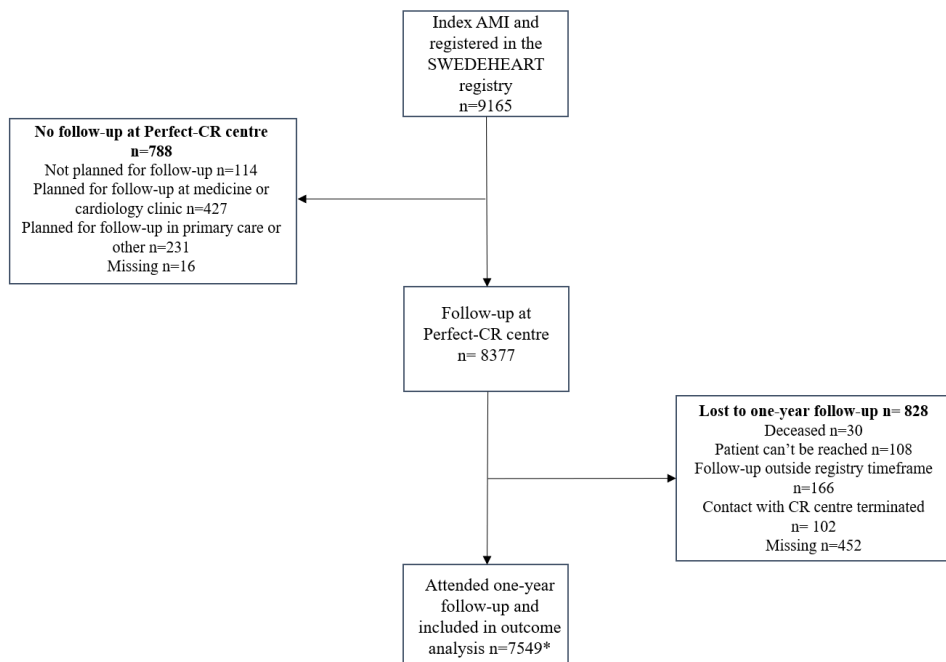 Index AMI and
registered in the
SWEDEHEART
registry
n=9165
No follow-up at Perfect-CR centre
n=788
Not planned for follow-up n=114
Planned for follow-up at medicine or
cardiology clinic n=427
Planned for follow-up in primary care or
other n=231
Missing n=16
Follow-up at
Perfect-CR centre
n= 8377
Lost to one-year follow-up n= 828
Deceased n=30
Patient can’t be reached n=108
Follow-up outside registry timeframe
n=166
Contact with CR centre terminated
n= 102
Missing n=452
Attended one-year
follow-up and
included in outcome
analysis n=7549*